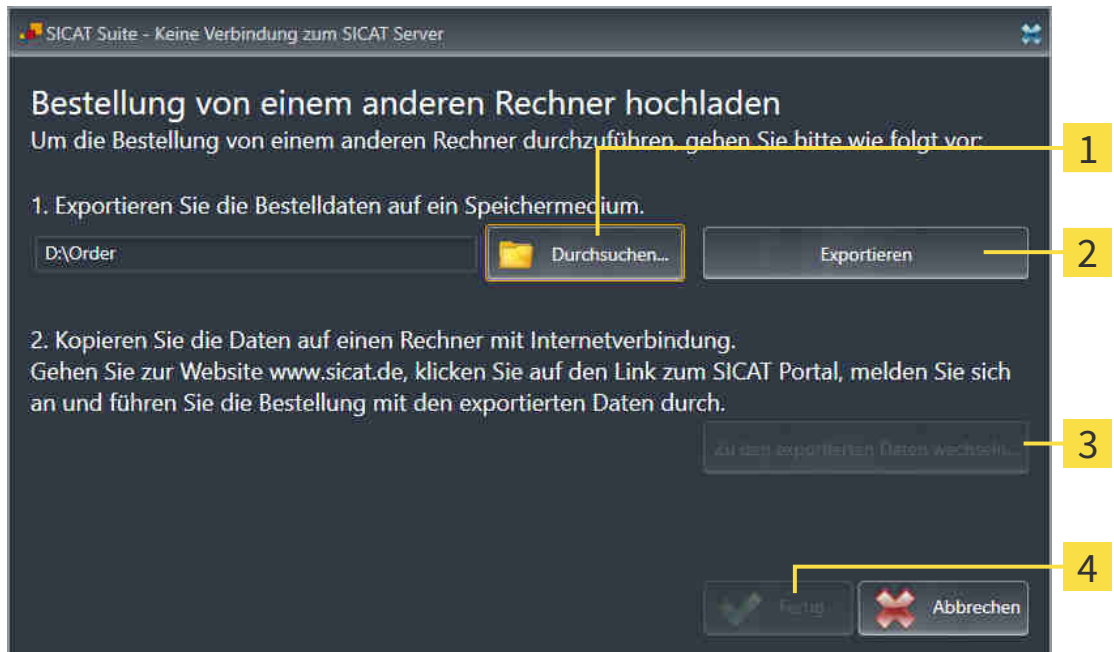 SICAT Suite - Keine Verbindung zum SICAT Server
Bestellung von einem anderen Rechner hochladen
Um die Bestellung von einem anderen Rechner durchzuführen, gehen Sie bitte wie folgt vor:
1
1. Exportieren Sie die Bestelldaten auf ein Speichermedium.
D:\Order
Durchsuchen...
Exportieren
2
2. Kopieren Sie die Daten auf einen Rechner mit Internetverbindung.
Gehen Sie zur Website www.sicat.de, klicken Sie auf den Link zum SICAT Portal, melden Sie sich
an und führen Sie die Bestellung mit den exportierten Daten durch.
Zu den exportierten Daten wechseln...
3
4
Fertig
Abbrechen